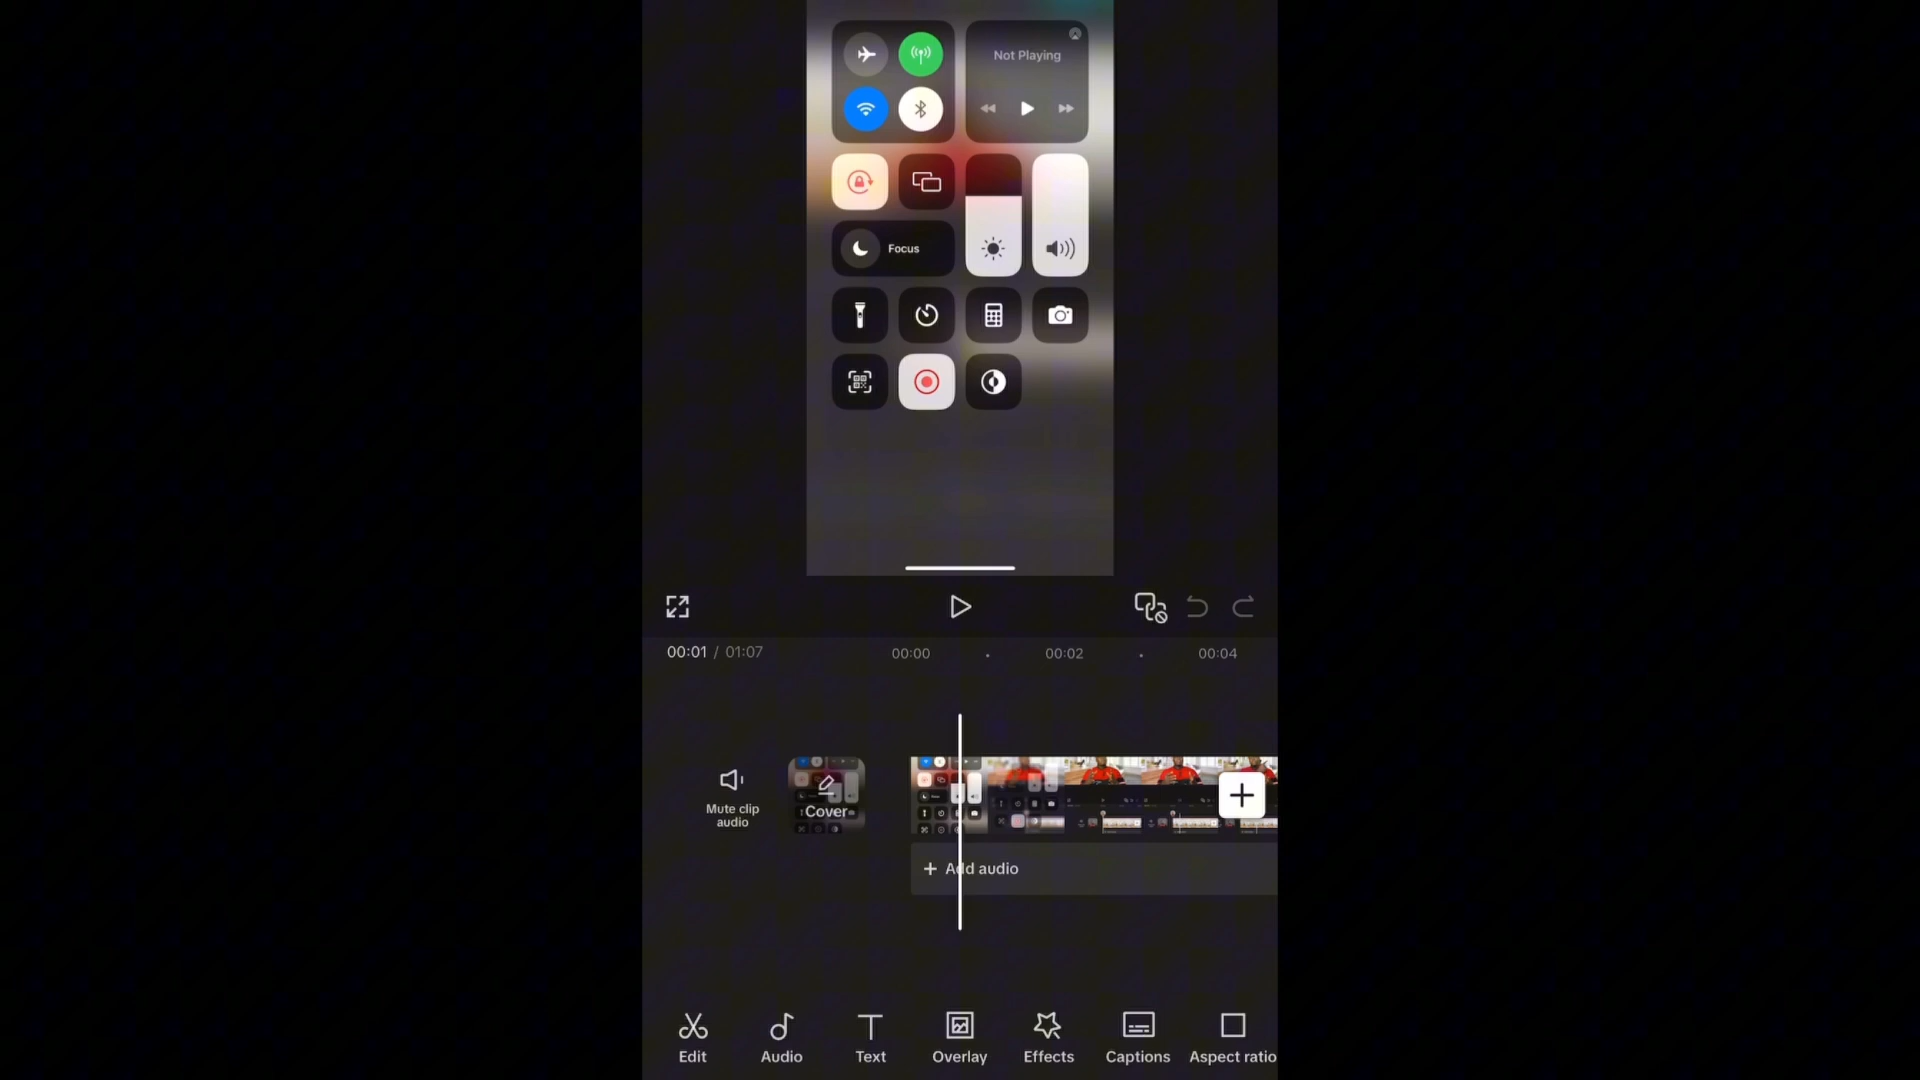 Not Playing
Focus
00:01 / 01:07
00:00
00:02
00:04
Mute clip
audio
Cover
+ Add audio
Edit
Audio
Text
Overlay
Effects
Captions
Aspect ratio